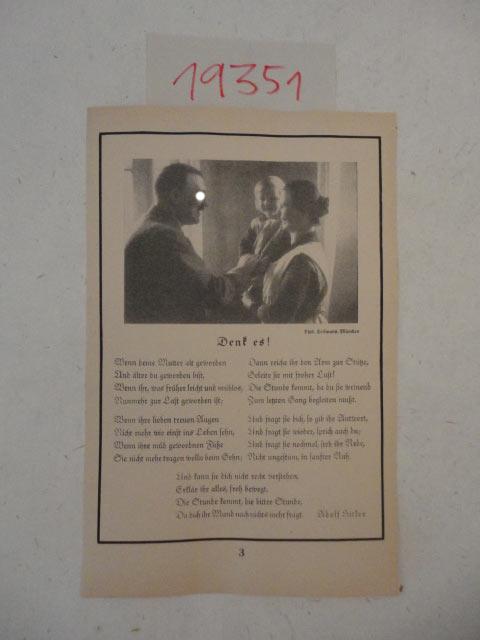 19351
Phot. Hoffmann, München
Denk es!
Wenn deine Mutter alt geworden
Und älter du geworden bist,
Wenn ihr, was früher leicht und mühlos,
Nunmehr zur Last geworden ist;
Wenn ihre lieben treuen Augen
Nicht mehr wie einst ins Leben sehn,
Wenn ihre müd gewordnen Füße
Sie nicht mehr tragen wolln beim Gehn;
Dann reiche ihr den Arm zur Stütze,
Geleite sie mit froher Lust!
Die Stunde kommt, da du sie weinend
Zum letzten Gang begleiten mußt.
Und fragt sie dich, so gib ihr Antwort,
Und fragt sie wieder, sprich auch du;
Und fragt sie nochmal, steh ihr Rede,
Nicht ungestüm, in sanfter Ruh.
Und kann sie dich nicht recht verstehen,
Erklär ihr alles, froh bewegt.
Die Stunde kommt, die bittre Stunde,
Da dich ihr Mund nach nichts mehr fragt. Adolf Hitler
3